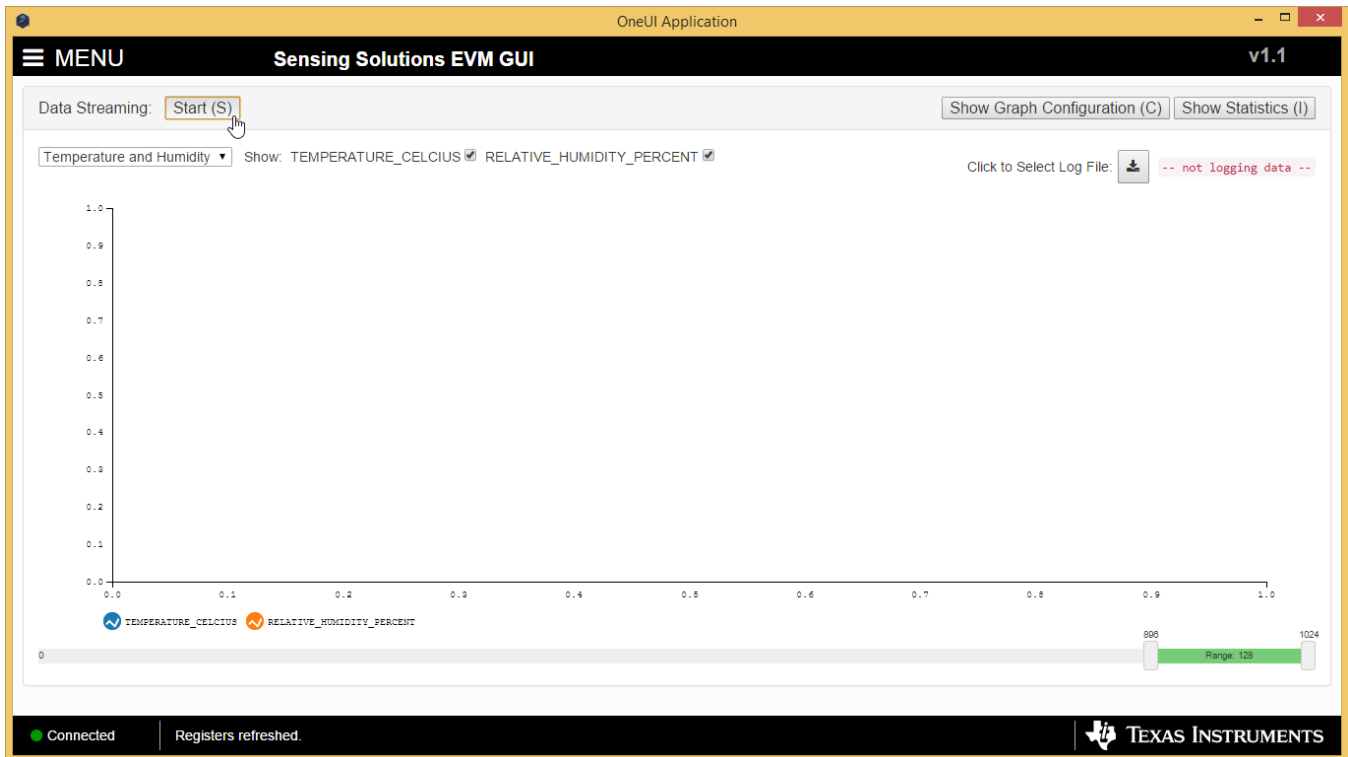 OneUI Application
MENU Sensing Solutions EVM GUI v1.1
Data Streaming: Start (S) Show Graph Configuration (C) Show Statistics (I)
Temperature and Humidity Show: TEMPERATURE_CELCIUS RELATIVE_HUMIDITY_PERCENT
Click to Select Log File: -- not logging data --
1.0
0.9
0.8
0.7
0.6
0.5
0.4
0.3
0.2
0.1
0.0
0.0 0.1 0.2 0.3 0.4 0.5 0.6 0.7 0.8 0.9 1.0
TEMPERATURE_CELCIUS RELATIVE_HUMIDITY_PERCENT
896 1024
0 Range: 128
Connected Registers refreshed. TEXAS INSTRUMENTS